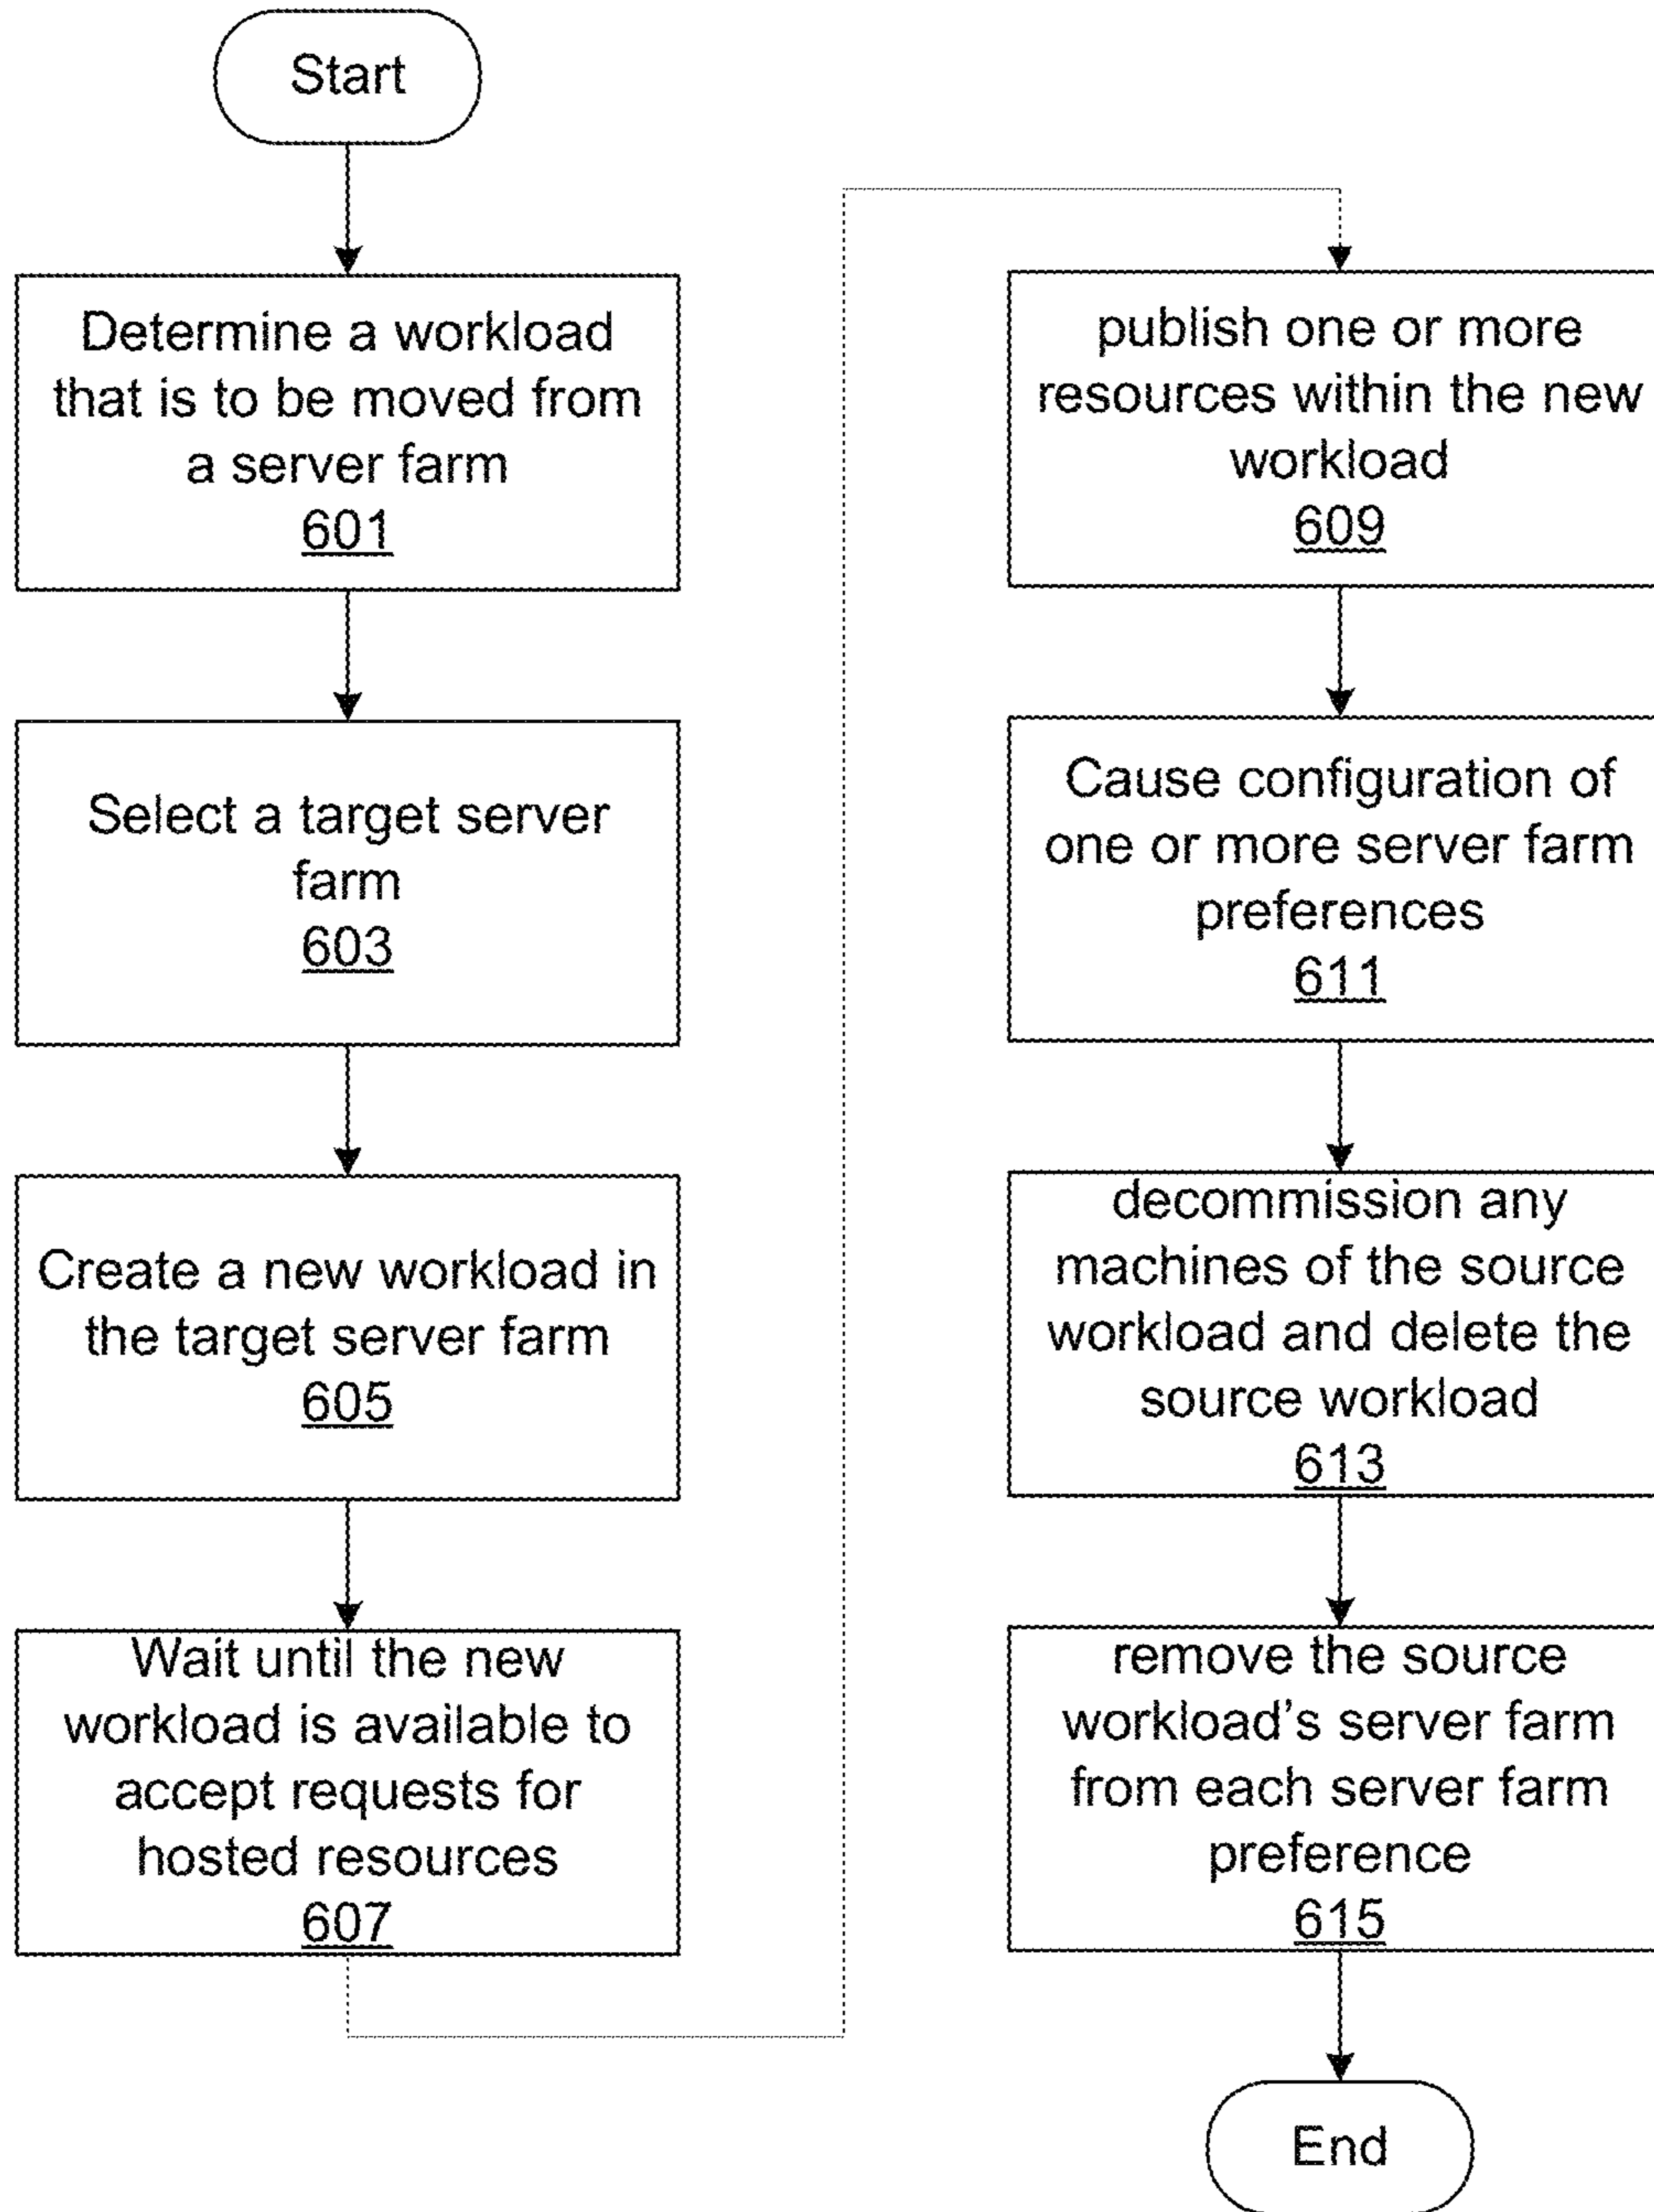 Start
Determine a workload
that is to be moved from
a server farm
601
Select a target server
farm
603
Create a new workload in
the target server farm
605
Wait until the new
workload is available to
accept requests for
hosted resources
607
publish one or more
resources within the new
workload
609
Cause configuration of
one or more server farm
preferences
611
decommission any
machines of the source
workload and delete the
source workload
613
remove the source
workload's server farm
from each server farm
preference
615
End